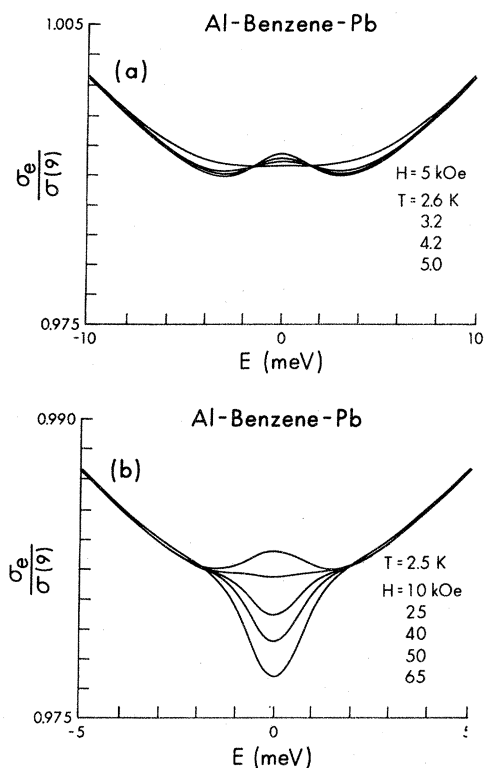 Al-Benzene-Pb
1.005
(a)
σe
σ(9)
H = 5 kOe
T = 2.6 K
3.2
4.2
5.0
0.975
-10
0
10
E (meV)
Al-Benzene-Pb
0.990
(b)
σe
σ(9)
T = 2.5 K
H = 10 kOe
25
40
50
65
0.975
-5
0
5
E (meV)